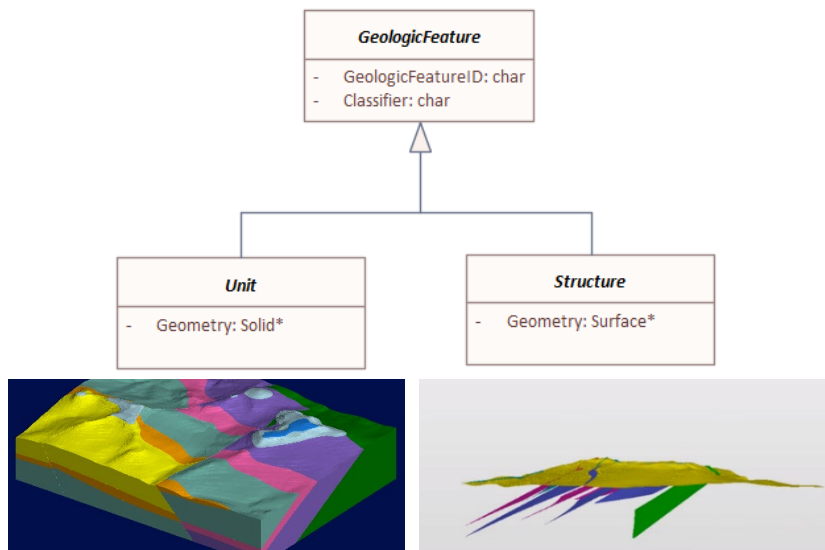 GeologicFeature
- GeologicFeatureID: char
- Classifier: char
Unit
- Geometry: Solid*
Structure
- Geometry: Surface*